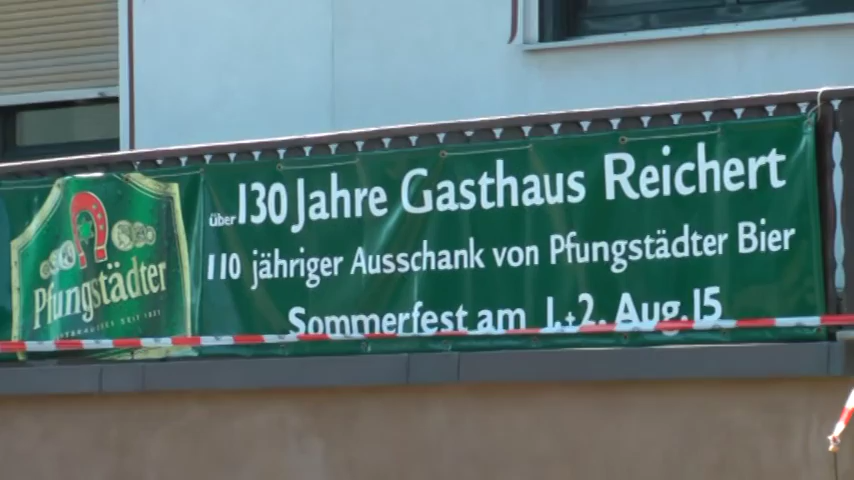 über 130 Jahre Gasthaus Reichert
110 jähriger Ausschank von Pfungstädter Bier
Sommerfest am 1.+2. Aug. 15
Pfungstädter